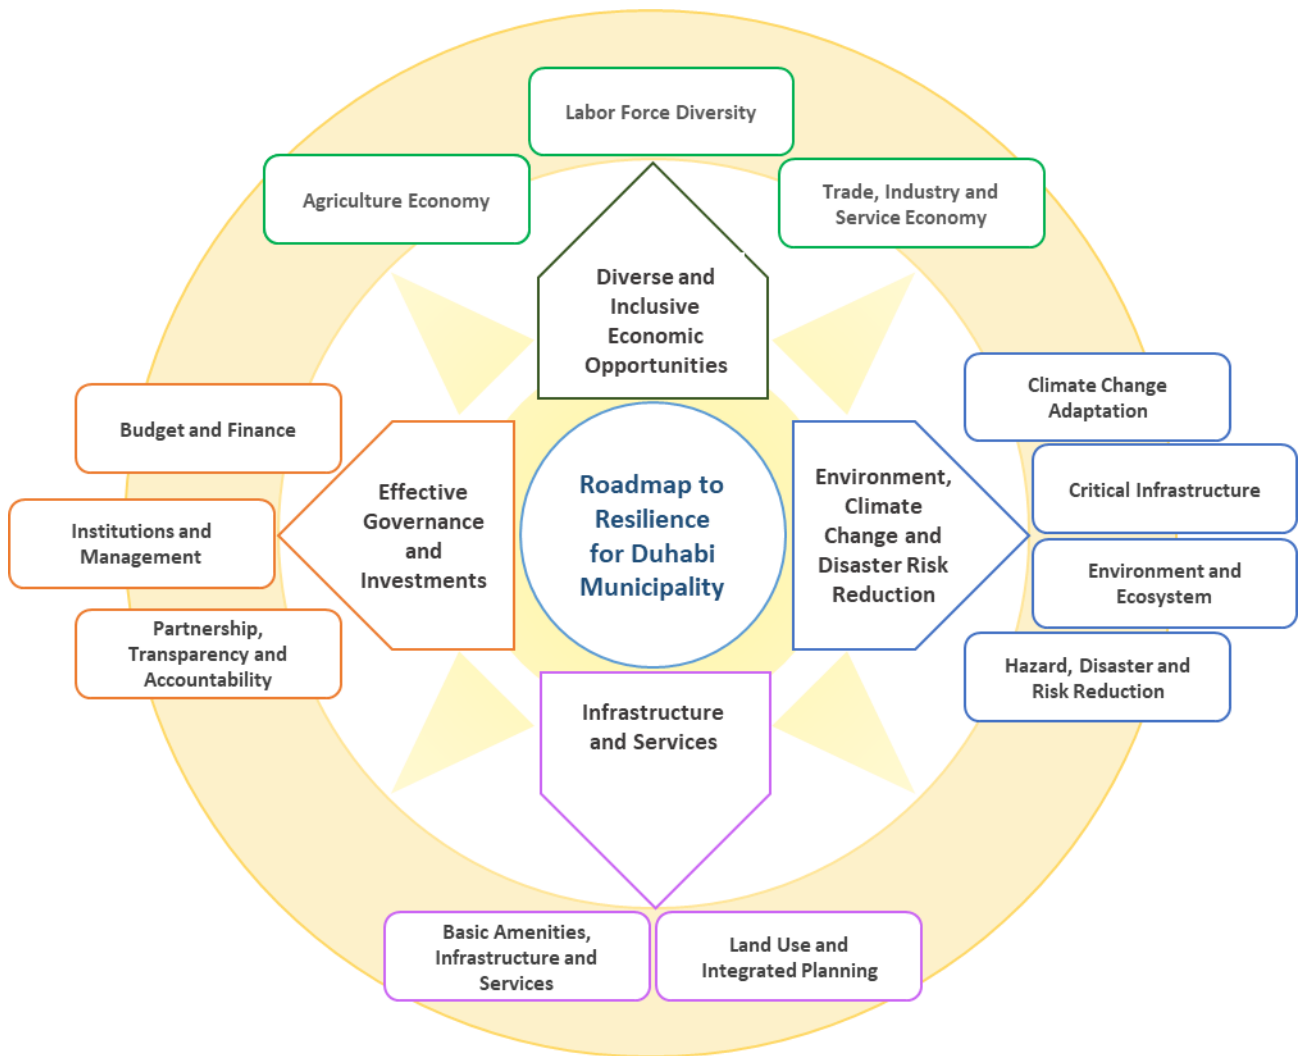 Labor Force Diversity
Agriculture Economy
Trade, Industry and
Service Economy
Diverse and
Inclusive
Economic
Opportunities
Climate Change
Adaptation
Critical Infrastructure
Environment and
Ecosystem
Hazard, Disaster and
Risk Reduction
Environment,
Climate
Change and
Disaster Risk
Reduction
Roadmap to
Resilience
for Duhabi
Municipality
Effective
Governance
and
Investments
Budget and Finance
Institutions and
Management
Partnership,
Transparency and
Accountability
Infrastructure
and Services
Basic Amenities,
Infrastructure and
Services
Land Use and
Integrated Planning